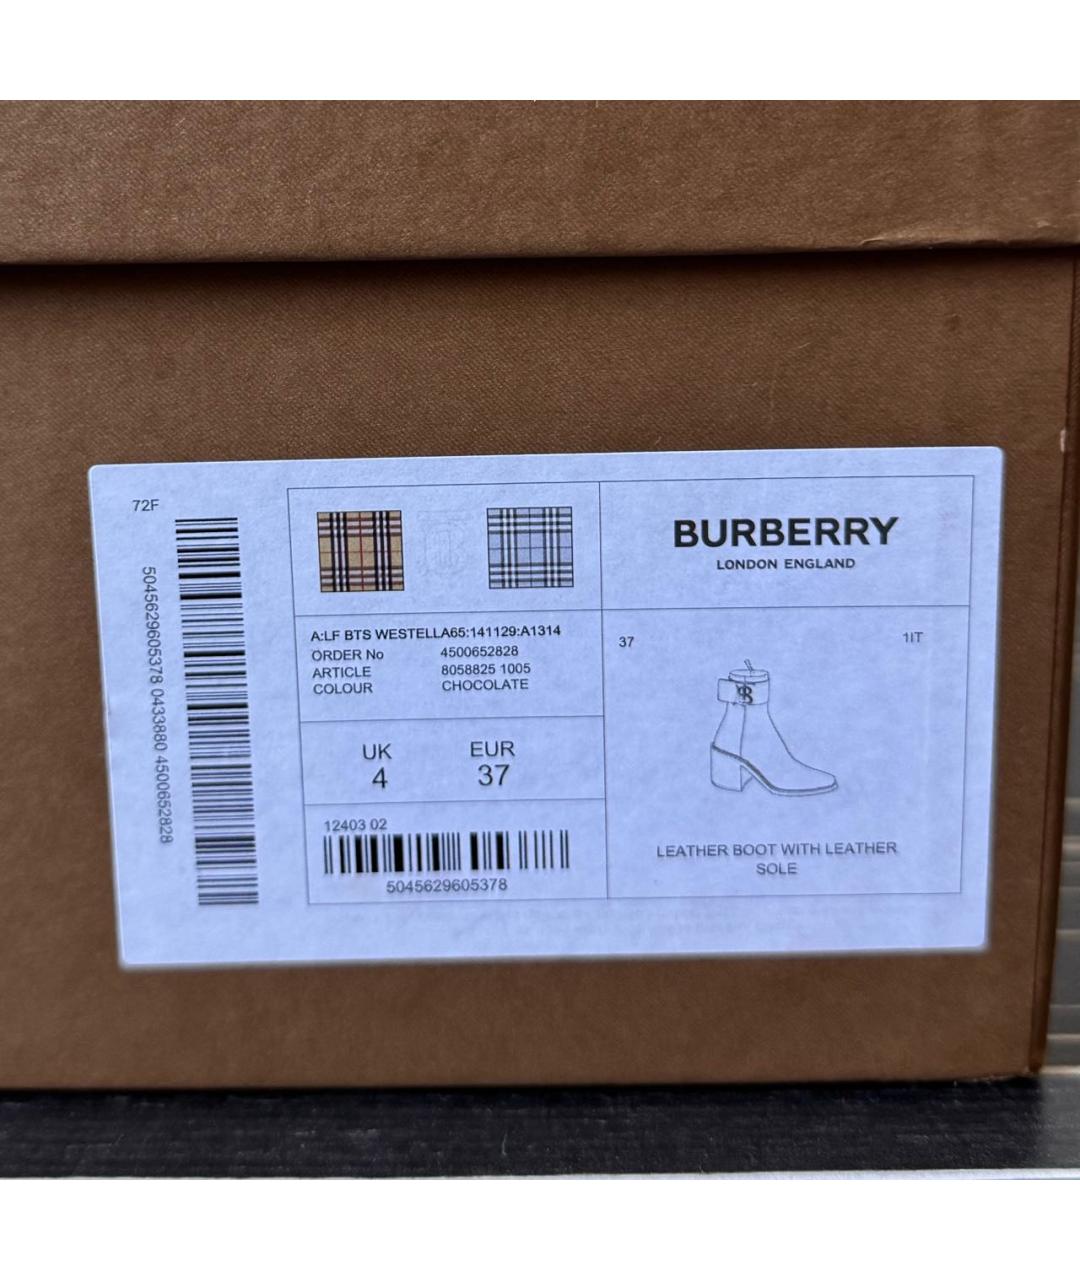 72F
5045629605378 0433880 4500652828
A:LF BTS WESTELLA65:141129:A1314
ORDER No 4500652828
ARTICLE 8058825 1005
COLOUR CHOCOLATE
UK EUR
4 37
12403 02
5045629605378
BURBERRY
LONDON ENGLAND
37 1IT
LEATHER BOOT WITH LEATHER
SOLE